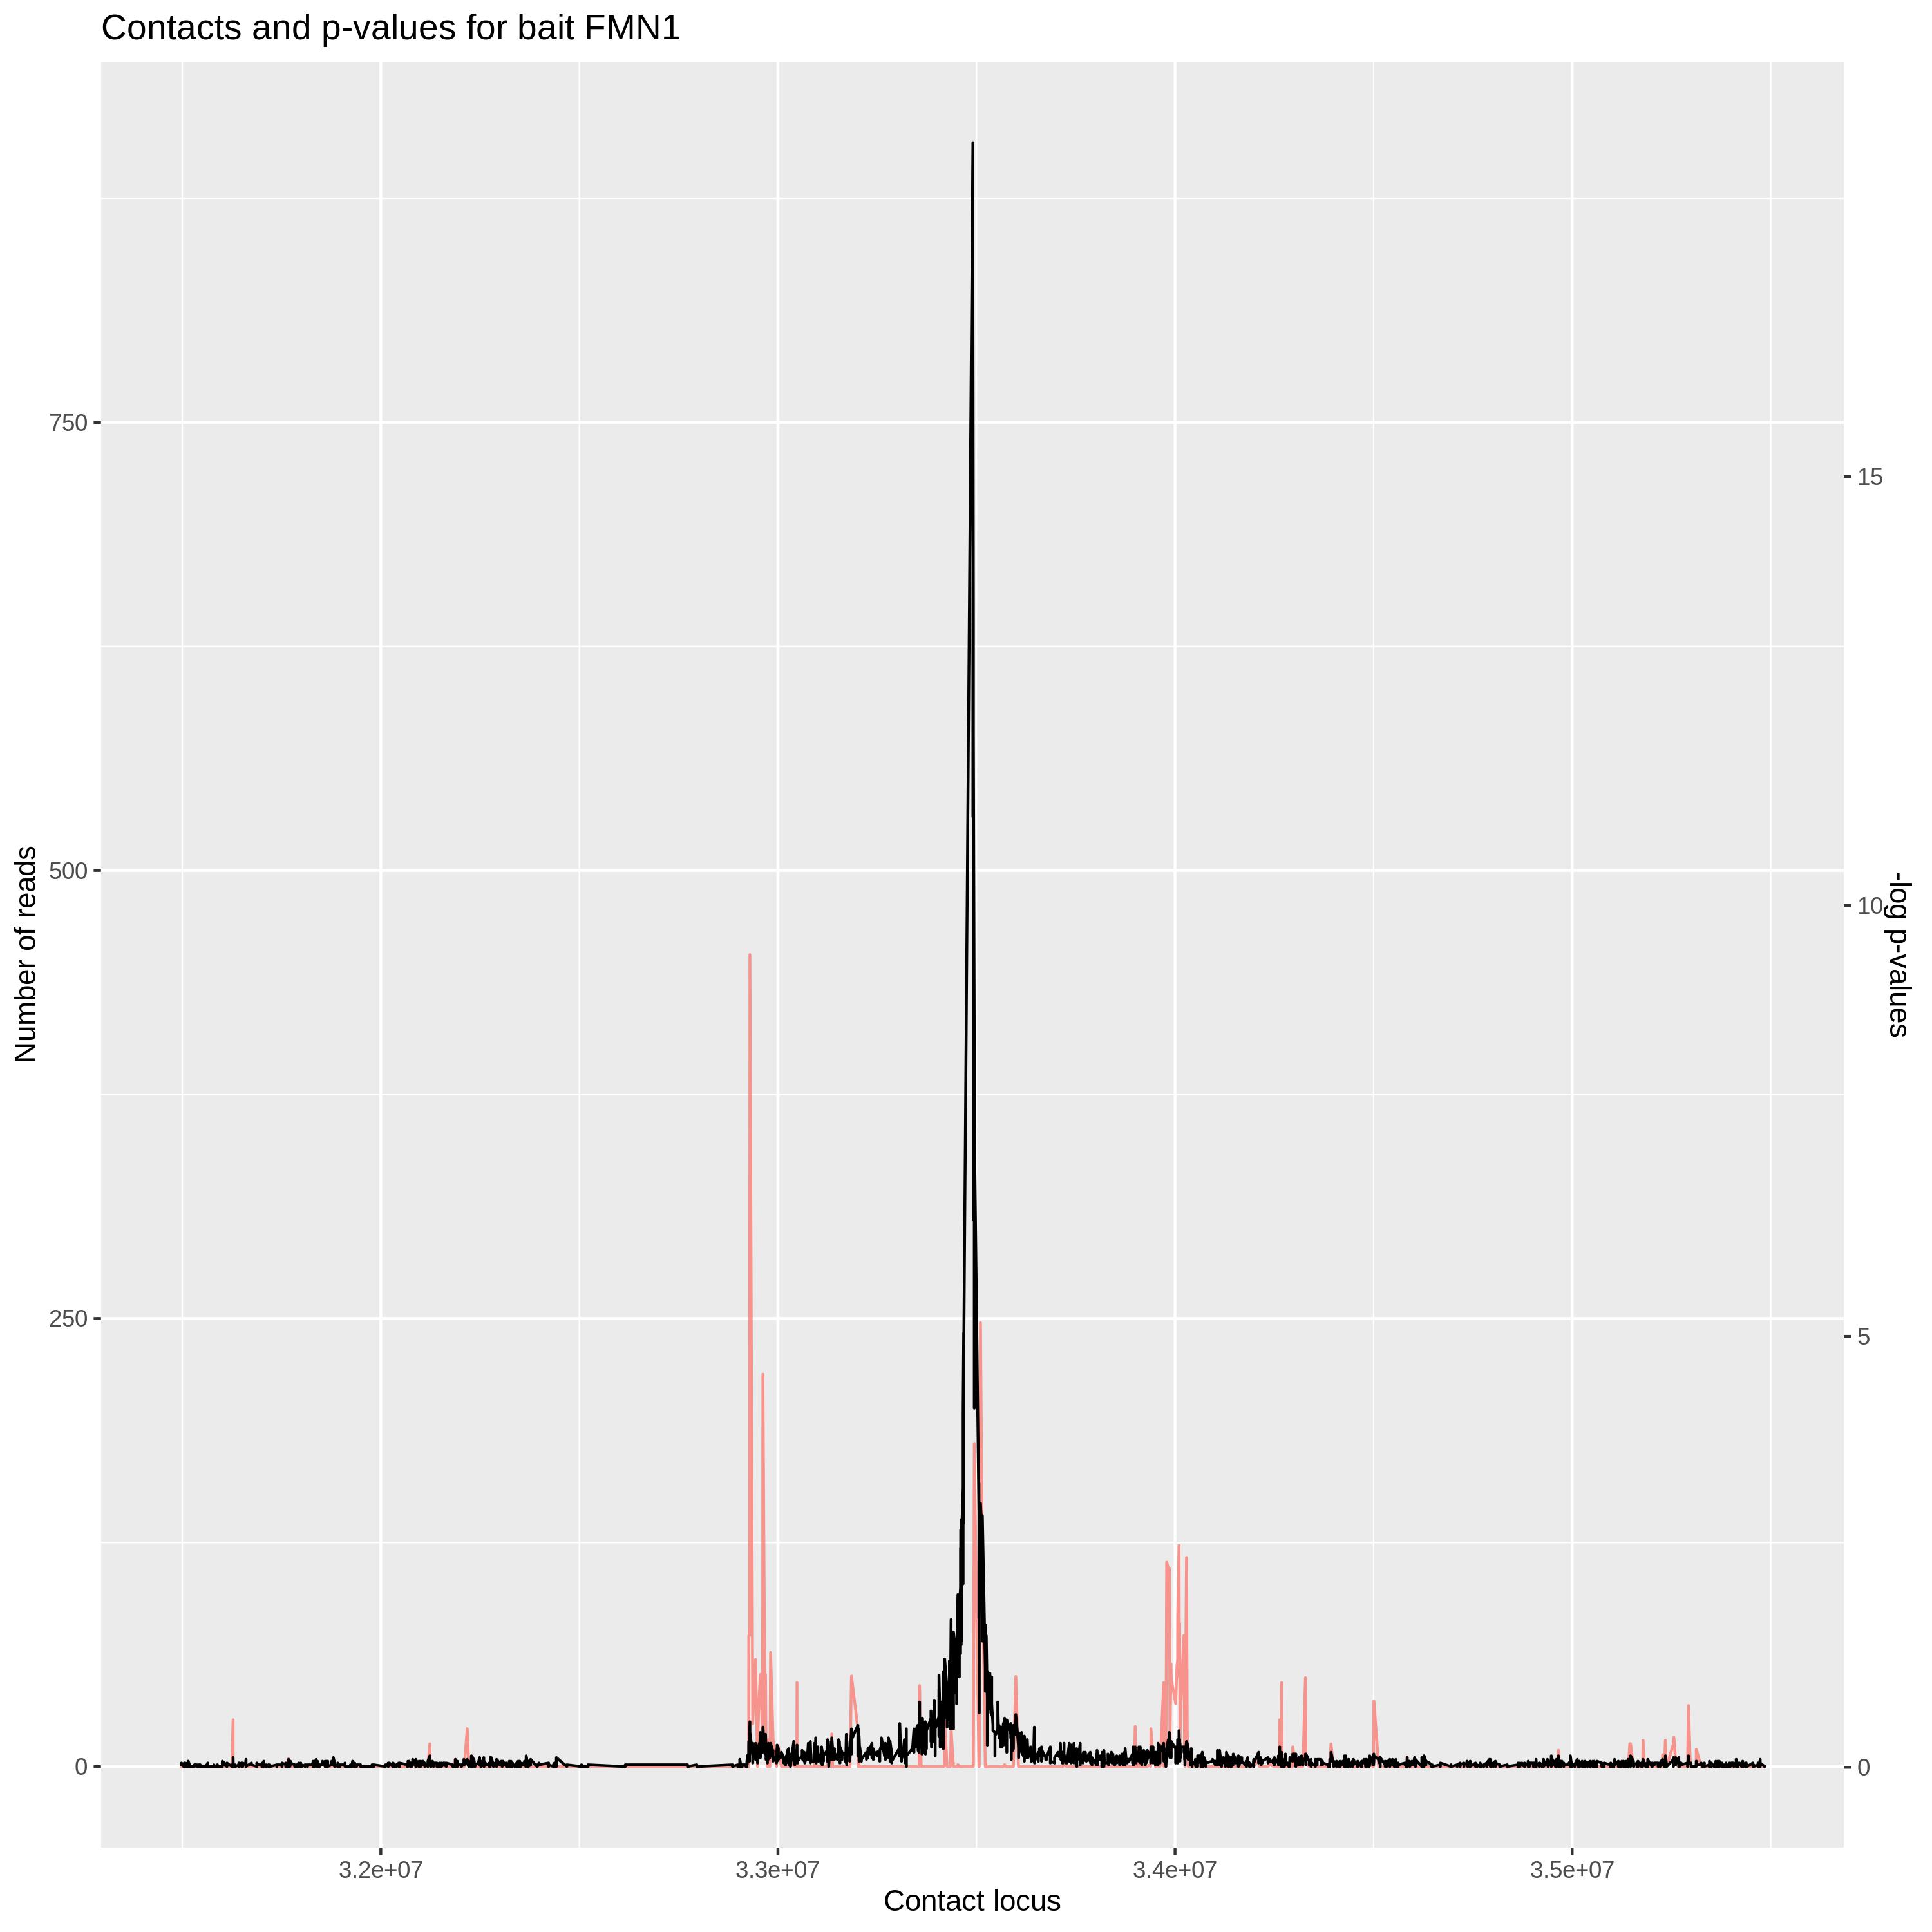 Contacts and p-values for bait FMN1
750
500
250
0
15
10
5
0
Number of reads
-log p-values
3.2e+07
3.3e+07
3.4e+07
3.5e+07
Contact locus